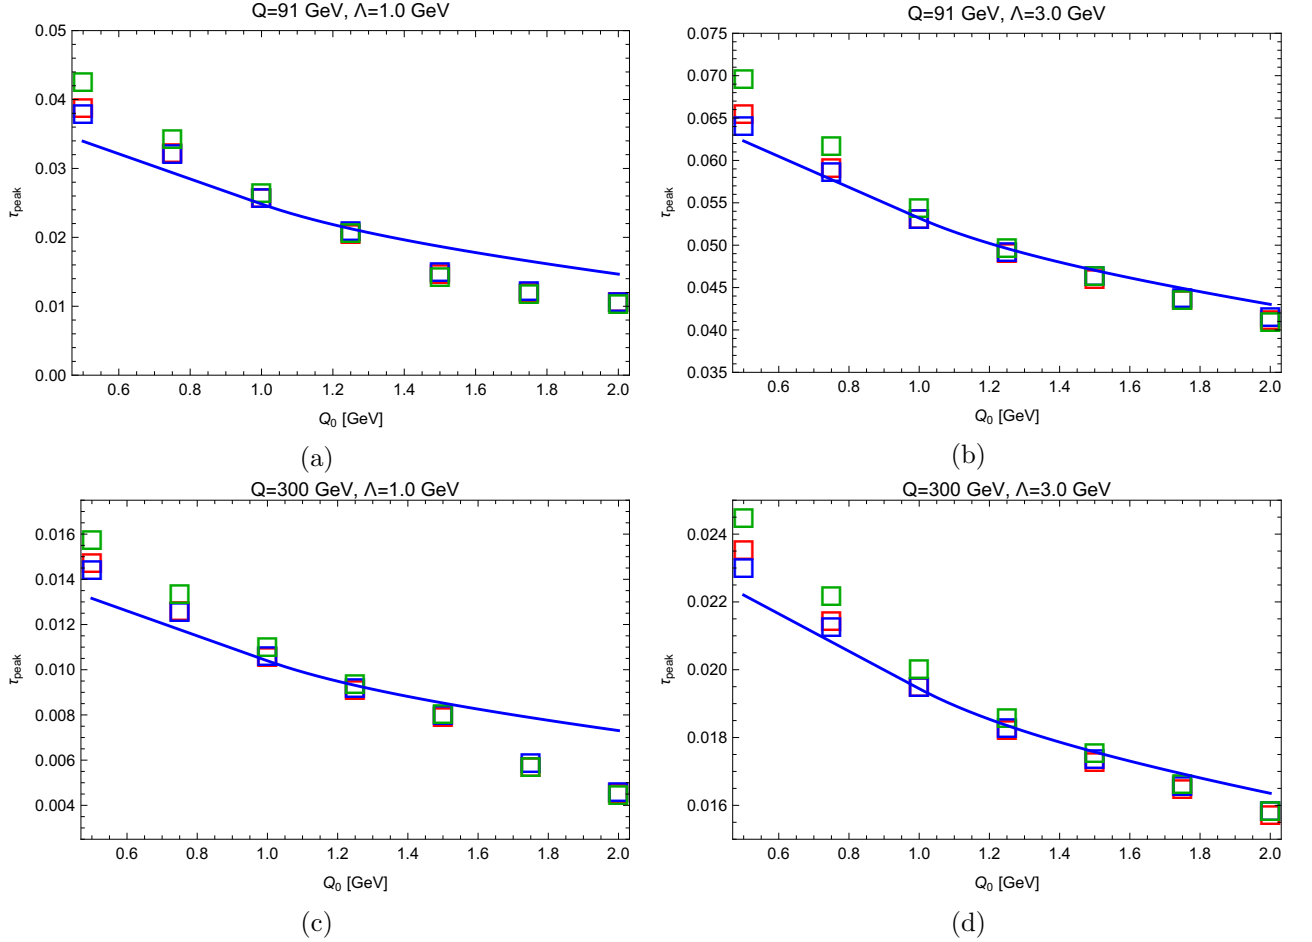 Q=91 GeV, Λ=1.0 GeV
0.05
0.04
0.03
0.02
0.01
0.00
τpeak
0.6 0.8 1.0 1.2 1.4 1.6 1.8 2.0
Q0 [GeV]
(a)
Q=91 GeV, Λ=3.0 GeV
0.075
0.070
0.065
0.060
0.055
0.050
0.045
0.040
0.035
τpeak
0.6 0.8 1.0 1.2 1.4 1.6 1.8 2.0
Q0 [GeV]
(b)
Q=300 GeV, Λ=1.0 GeV
0.016
0.014
0.012
0.010
0.008
0.006
0.004
τpeak
0.6 0.8 1.0 1.2 1.4 1.6 1.8 2.0
Q0 [GeV]
(c)
Q=300 GeV, Λ=3.0 GeV
0.024
0.022
0.020
0.018
0.016
τpeak
0.6 0.8 1.0 1.2 1.4 1.6 1.8 2.0
Q0 [GeV]
(d)